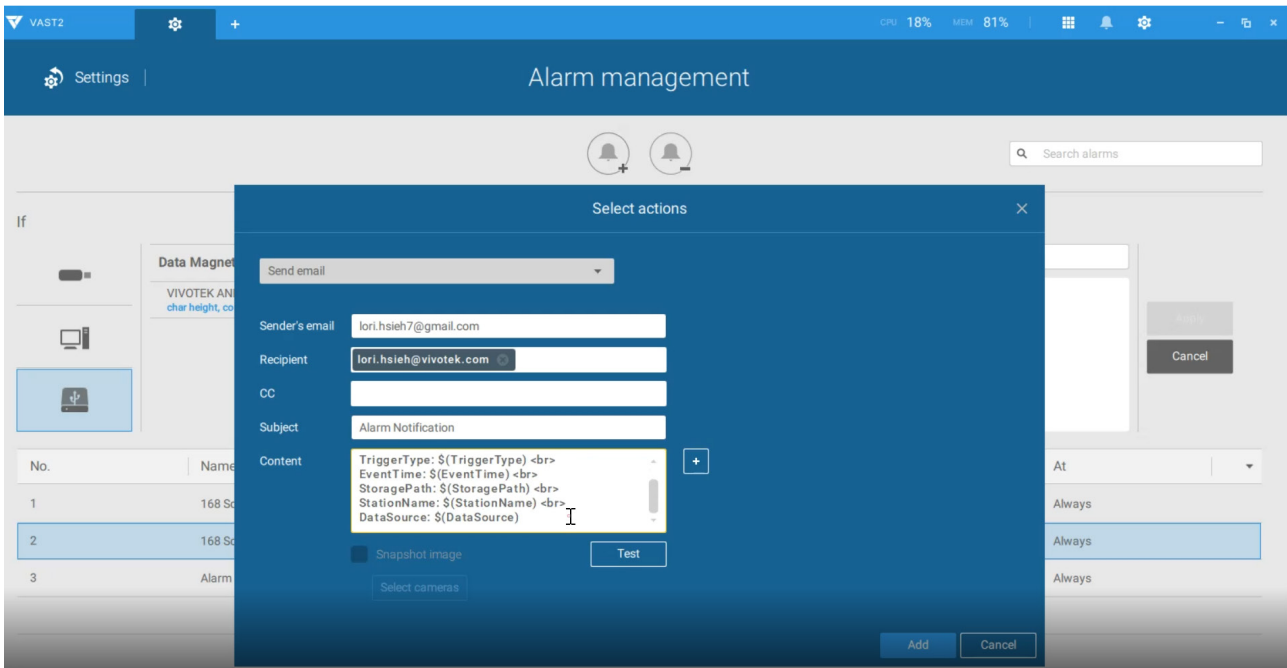 VAST2
+
CPU 18% MEM 81%
Settings
Alarm management
Search alarms
Select actions
If
Data Magnet
Send email
VIVOTEK
char height, co
Sender's email lori.hsieh7@gmail.com
Recipient lori.hsieh@vivotek.com
Cancel
CC
Subject Alarm Notification
Content TriggerType: $(TriggerType) <br>
EventTime: $(EventTime) <br>
StoragePath: $(StoragePath) <br>
StationName: $(StationName) <br>
DataSource: $(DataSource)
+
No. Name At
1 168 Always
2 168 Always
3 Alarm Always
Snapshot image Test
Select cameras
Add Cancel